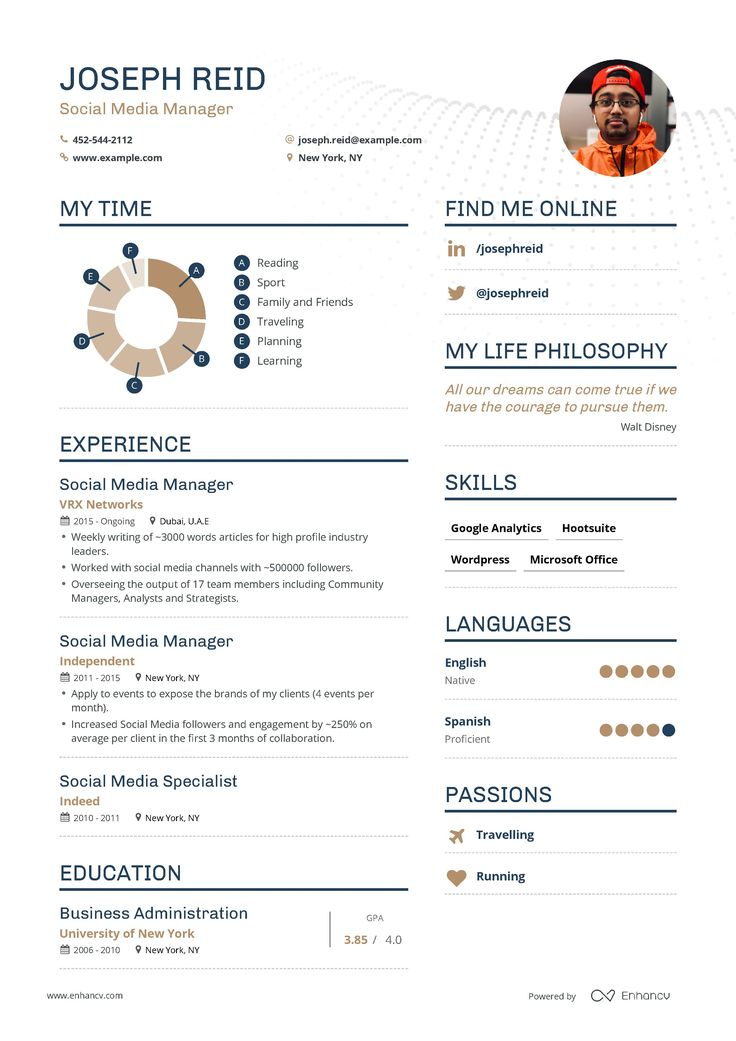 JOSEPH REID
Social Media Manager
452-544-2112
joseph.reid@example.com
www.example.com
New York, NY
MY TIME
A
B
C
D
E
F
A Reading
B Sport
C Family and Friends
D Traveling
E Planning
F Learning
EXPERIENCE
Social Media Manager
VRX Networks
2015 - Ongoing Dubai, U.A.E
• Weekly writing of ~3000 words articles for high profile industry
leaders.
• Worked with social media channels with ~500000 followers.
• Overseeing the output of 17 team members including Community
Managers, Analysts and Strategists.
Social Media Manager
Independent
2011 - 2015 New York, NY
• Apply to events to expose the brands of my clients (4 events per
month).
• Increased Social Media followers and engagement by ~250% on
average per client in the first 3 months of collaboration.
Social Media Specialist
Indeed
2010 - 2011 New York, NY
EDUCATION
Business Administration
University of New York
2006 - 2010 New York, NY
GPA
3.85 / 4.0
FIND ME ONLINE
in /josephreid
@josephreid
MY LIFE PHILOSOPHY
All our dreams can come true if we
have the courage to pursue them.
Walt Disney
SKILLS
Google Analytics Hootsuite
Wordpress Microsoft Office
LANGUAGES
English
Native
Spanish
Proficient
PASSIONS
Travelling
Running
www.enhancv.com
Powered by Enhancv